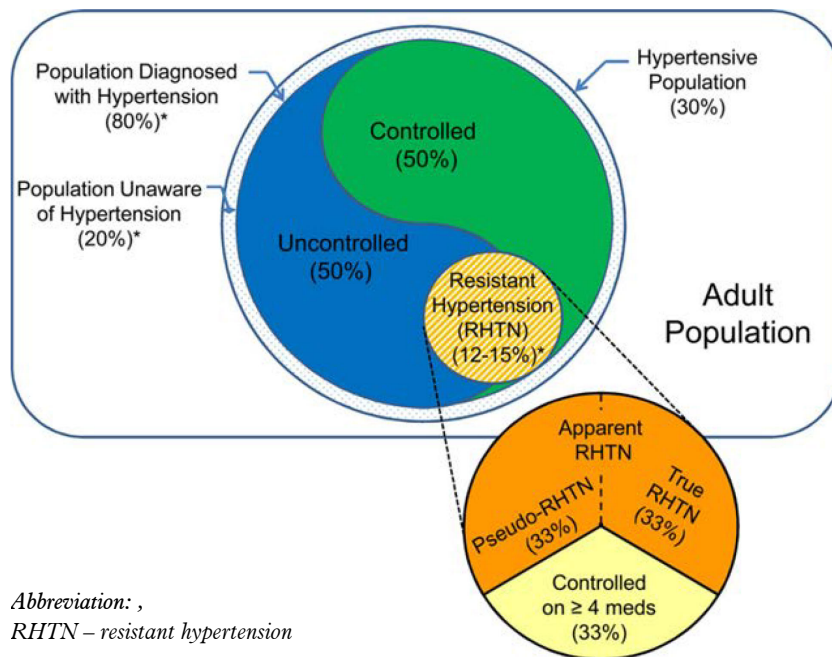 Population Diagnosed
with Hypertension
(80%)*
Hypertensive
Population
(30%)
Controlled
(50%)
Population Unaware
of Hypertension
(20%)*
Uncontrolled
(50%)
Resistant
Hypertension
(RHTN)
(12-15%)*
Adult
Population
Apparent
RHTN
True
RHTN
(33%)
Pseudo-RHTN
(33%)
Controlled
on ≥ 4 meds
(33%)
Abbreviation: ,
RHTN – resistant hypertension